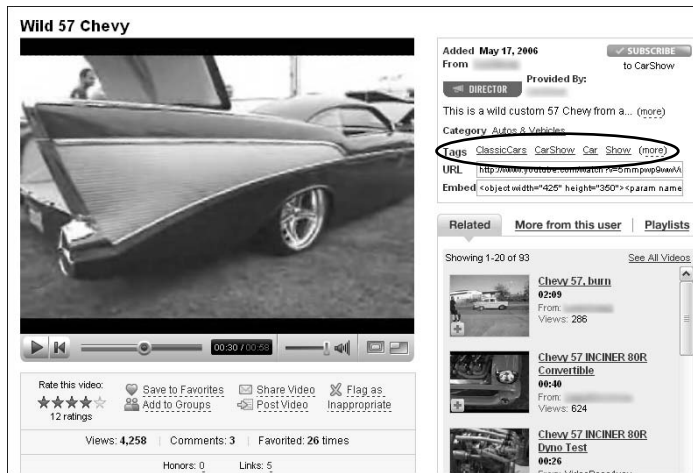 Wild 57 Chevy
00:30 / 00:58
Rate this video:
12 ratings
Save to Favorites
Add to Groups
Share Video
Post Video
Flag as
Inappropriate
Views: 4,258
Comments: 3
Favorited: 26 times
Honors: 0
Links: 5
Added May 17, 2006
SUBSCRIBE
From
to CarShow
DIRECTOR
Provided By:
This is a wild custom 57 Chevy from a... (more)
Category Autos & Vehicles
Tags ClassicCars CarShow Car Show (more)
URL
Embed <object width="425" height="350"><param name
Related
More from this user
Playlists
Showing 1-20 of 93
See All Videos
Chevy 57, burn
02:09
From:
Views: 286
Chevy 57 INCINER 80R
Convertible
00:40
From:
Views: 624
Chevy 57 INCINER 80R
Dyno Test
00:26